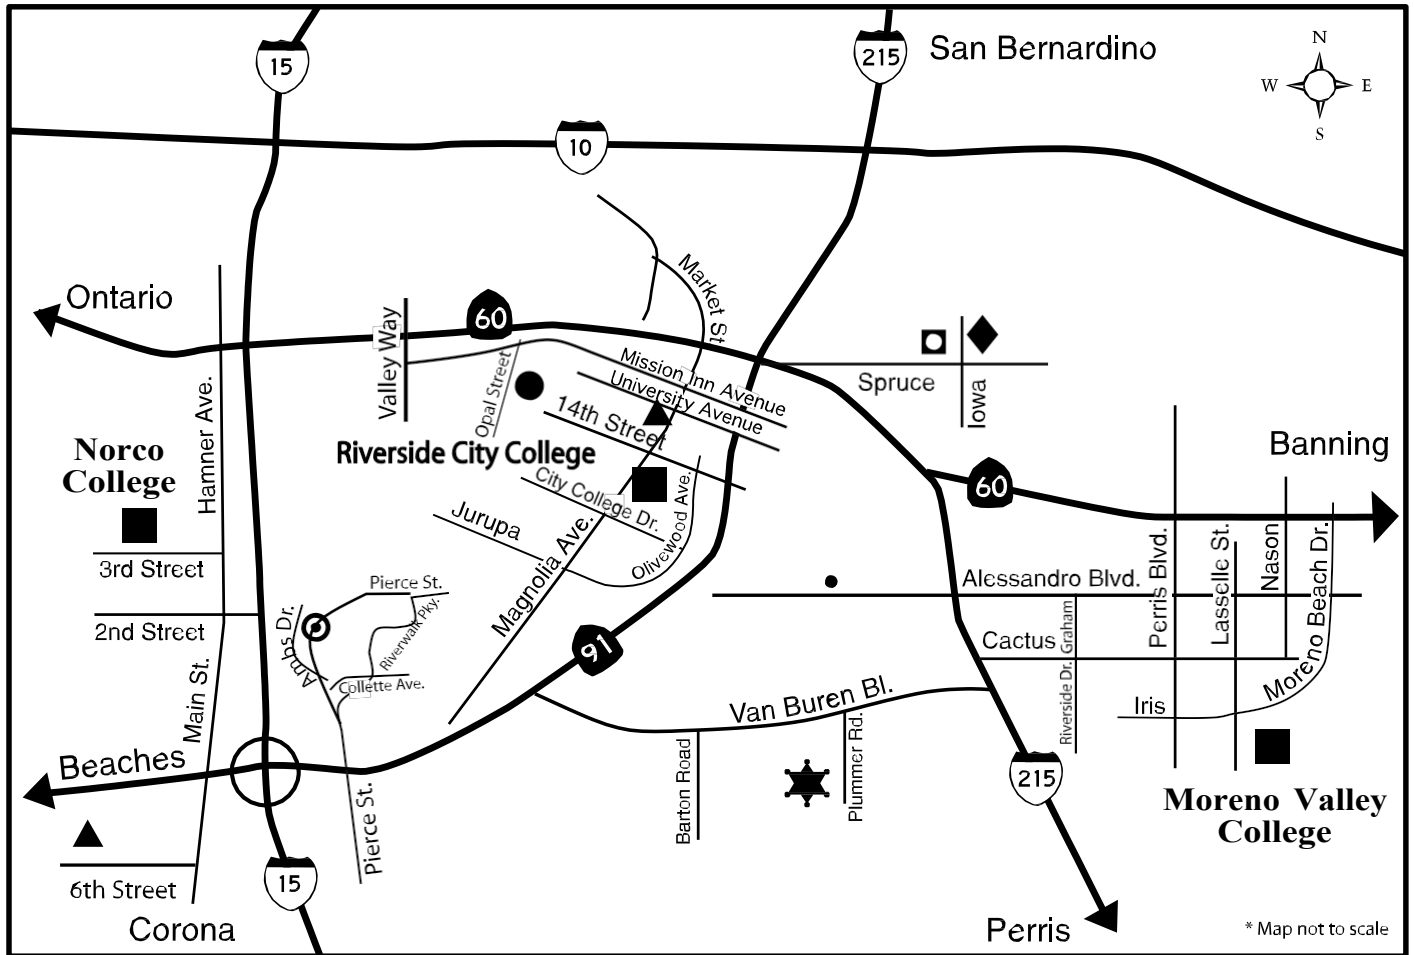 15
215
San Bernardino
N
W
E
S
10
Market St
Ontario
60
Valley Way
Opal Street
Mission Inn Avenue
University Avenue
14th Street
Spruce
Iowa
Hamner Ave.
Norco
College
Riverside City College
City College Dr.
Jurupa
Magnolia Ave.
Olivewood Ave.
60
Banning
3rd Street
2nd Street
Main St.
Pierce St.
Riverwalk Pky.
Ambs Dr.
Collette Ave.
91
Alessandro Blvd.
Perris Blvd.
Lasselle St.
Nason
Moreno Beach Dr.
Cactus
Graham
Riverside Dr.
Iris
Van Buren Bl.
Barton Road
Plummer Rd.
Beaches
Pierce St.
215
Moreno Valley
College
6th Street
15
Corona
Perris
* Map not to scale